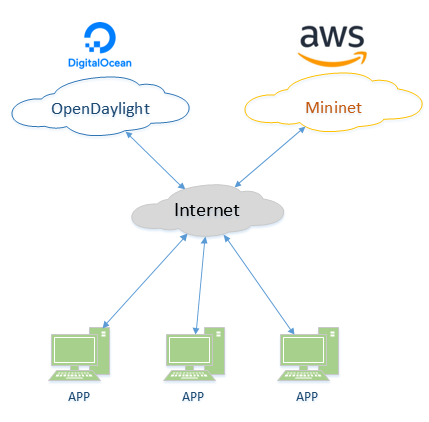 aws
DigitalOcean
OpenDaylight
Mininet
Internet
APP
APP
APP